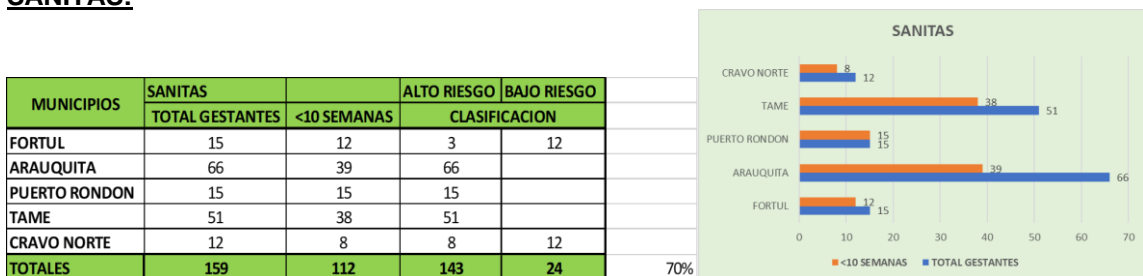 SANITAS:
MUNICIPIOS SANITAS ALTO RIESGO BAJO RIESGO
TOTAL GESTANTES <10 SEMANAS CLASIFICACION
FORTUL 15 12 3 12
ARAUQUITA 66 39 66
PUERTO RONDON 15 15 15
TAME 51 38 51
CRAVO NORTE 12 8 8 12
TOTALES 159 112 143 24 70%
SANITAS
CRAVO NORTE 8
12
TAME 38
51
PUERTO RONDON 15
15
ARAUQUITA 39
66
FORTUL 12
15
0 10 20 30 40 50 60 70
<10 SEMANAS TOTAL GESTANTES